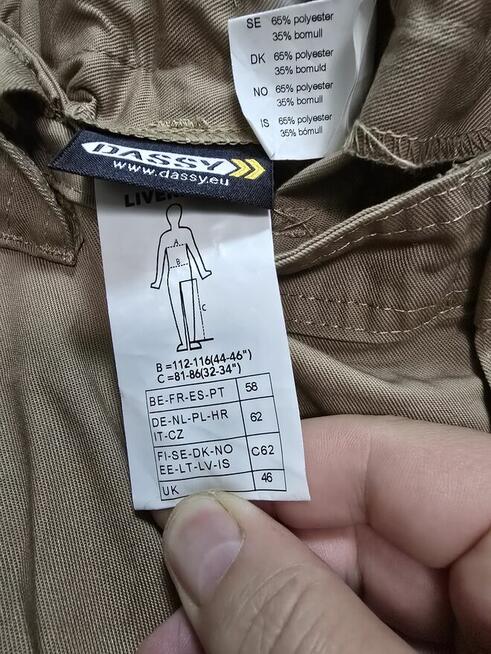 SE 65% polyester
35% bomull
DK 65% polyester
35% bomuld
NO 65% polyester
35% bomull
IS 65% polyester
35% bómull
DASSY
www.dassy.eu
A
B
C
B =112-116(44-46")
C =81-86(32-34")
BE-FR-ES-PT 58
DE-NL-PL-HR
IT-CZ 62
FI-SE-DK-NO
EE-LT-LV-IS C62
UK 46